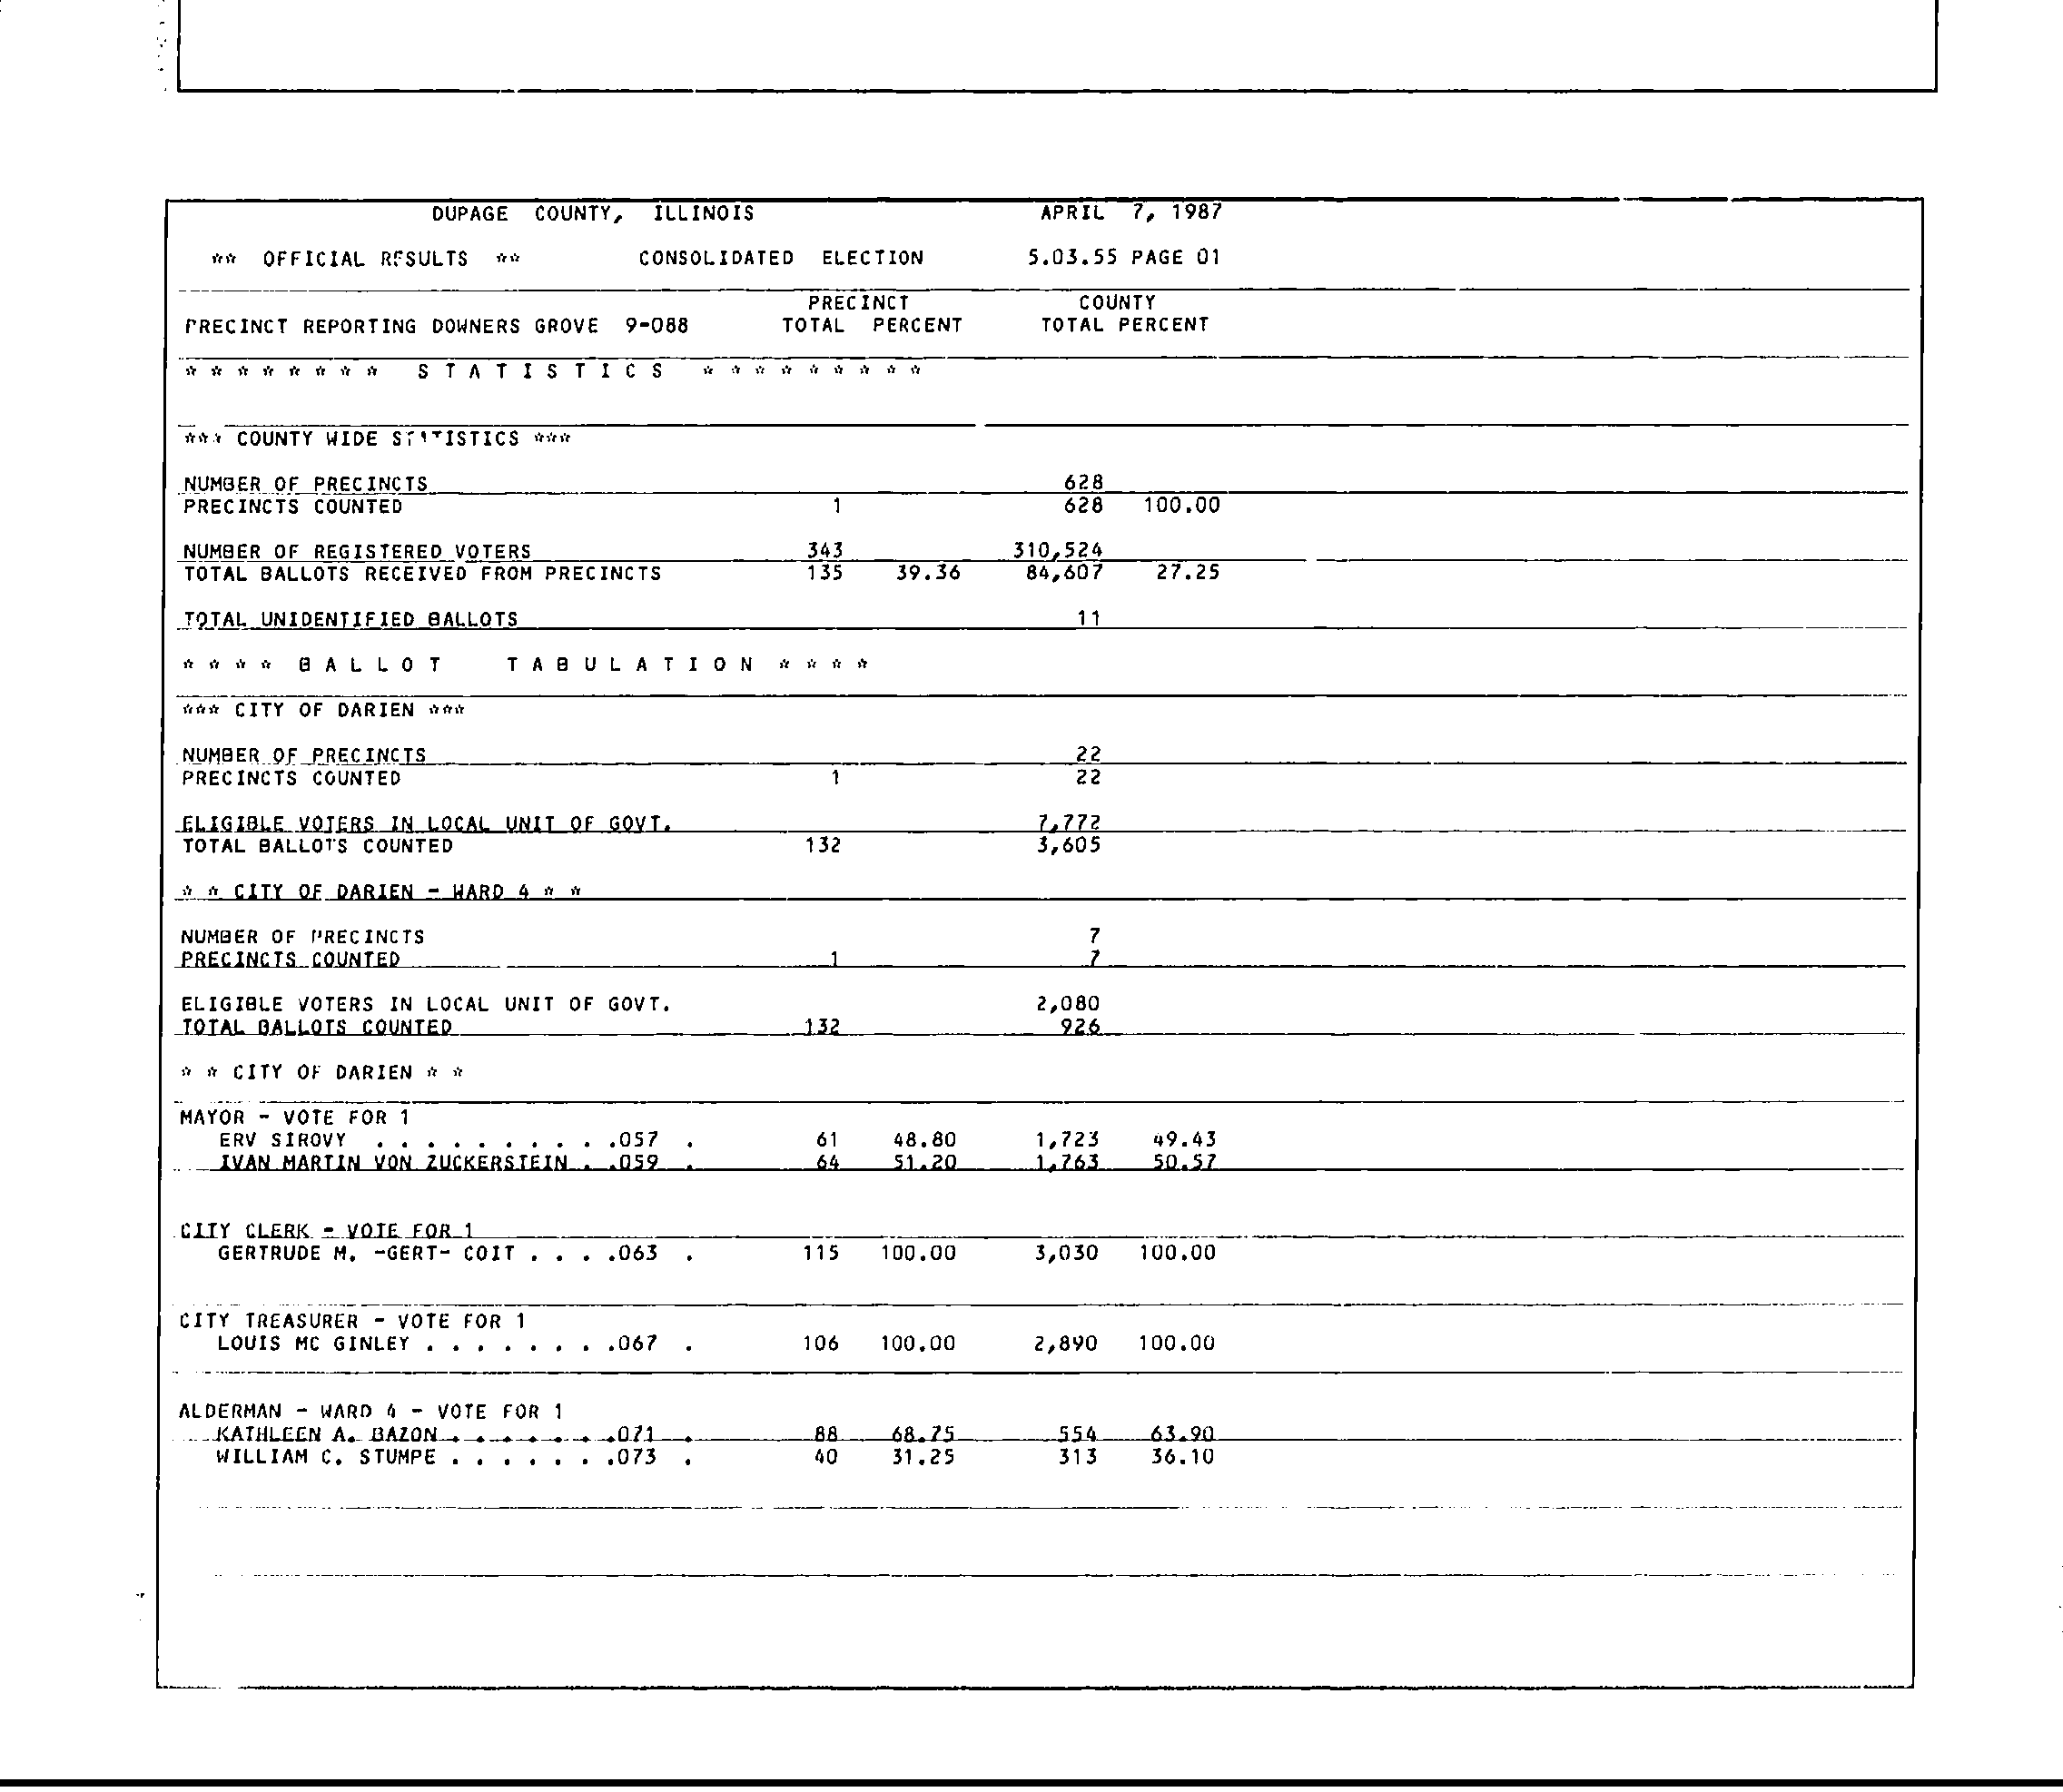 DUPAGE COUNTY, ILLINOIS APRIL 7, 1987
** OFFICIAL RESULTS ** CONSOLIDATED ELECTION 5.03.55 PAGE 01
PRECINCT COUNTY
PRECINCT REPORTING DOWNERS GROVE 9-088 TOTAL PERCENT TOTAL PERCENT
* * * * * * * * S T A T I S T I C S * * * * * * * * *
*** COUNTY WIDE STATISTICS ***
NUMBER OF PRECINCTS 628
PRECINCTS COUNTED 1 628 100.00
NUMBER OF REGISTERED VOTERS 343 310,524
TOTAL BALLOTS RECEIVED FROM PRECINCTS 135 39.36 84,607 27.25
TOTAL UNIDENTIFIED BALLOTS 11
* * * * B A L L O T T A B U L A T I O N * * * *
*** CITY OF DARIEN ***
NUMBER OF PRECINCTS 22
PRECINCTS COUNTED 1 22
ELIGIBLE VOTERS IN LOCAL UNIT OF GOVT. 7,772
TOTAL BALLOTS COUNTED 132 3,605
* * CITY OF DARIEN - WARD 4 * *
NUMBER OF PRECINCTS 7
PRECINCTS COUNTED 1 7
ELIGIBLE VOTERS IN LOCAL UNIT OF GOVT. 2,080
TOTAL BALLOTS COUNTED 132 926
* * CITY OF DARIEN * *
MAYOR - VOTE FOR 1
ERV SIROVY . . . . . . . . . .057 . 61 48.80 1,723 49.43
IVAN MARTIN VON ZUCKERSTEIN . .059 . 64 51.20 1,763 50.57
CITY CLERK - VOTE FOR 1
GERTRUDE M. -GERT- COIT . . . .063 . 115 100.00 3,030 100.00
CITY TREASURER - VOTE FOR 1
LOUIS MC GINLEY . . . . . . . .067 . 106 100.00 2,890 100.00
ALDERMAN - WARD 4 - VOTE FOR 1
KATHLEEN A. BAZON . . . . . . .071 . 88 68.75 554 63.90
WILLIAM C. STUMPE . . . . . . .073 . 40 31.25 313 36.10